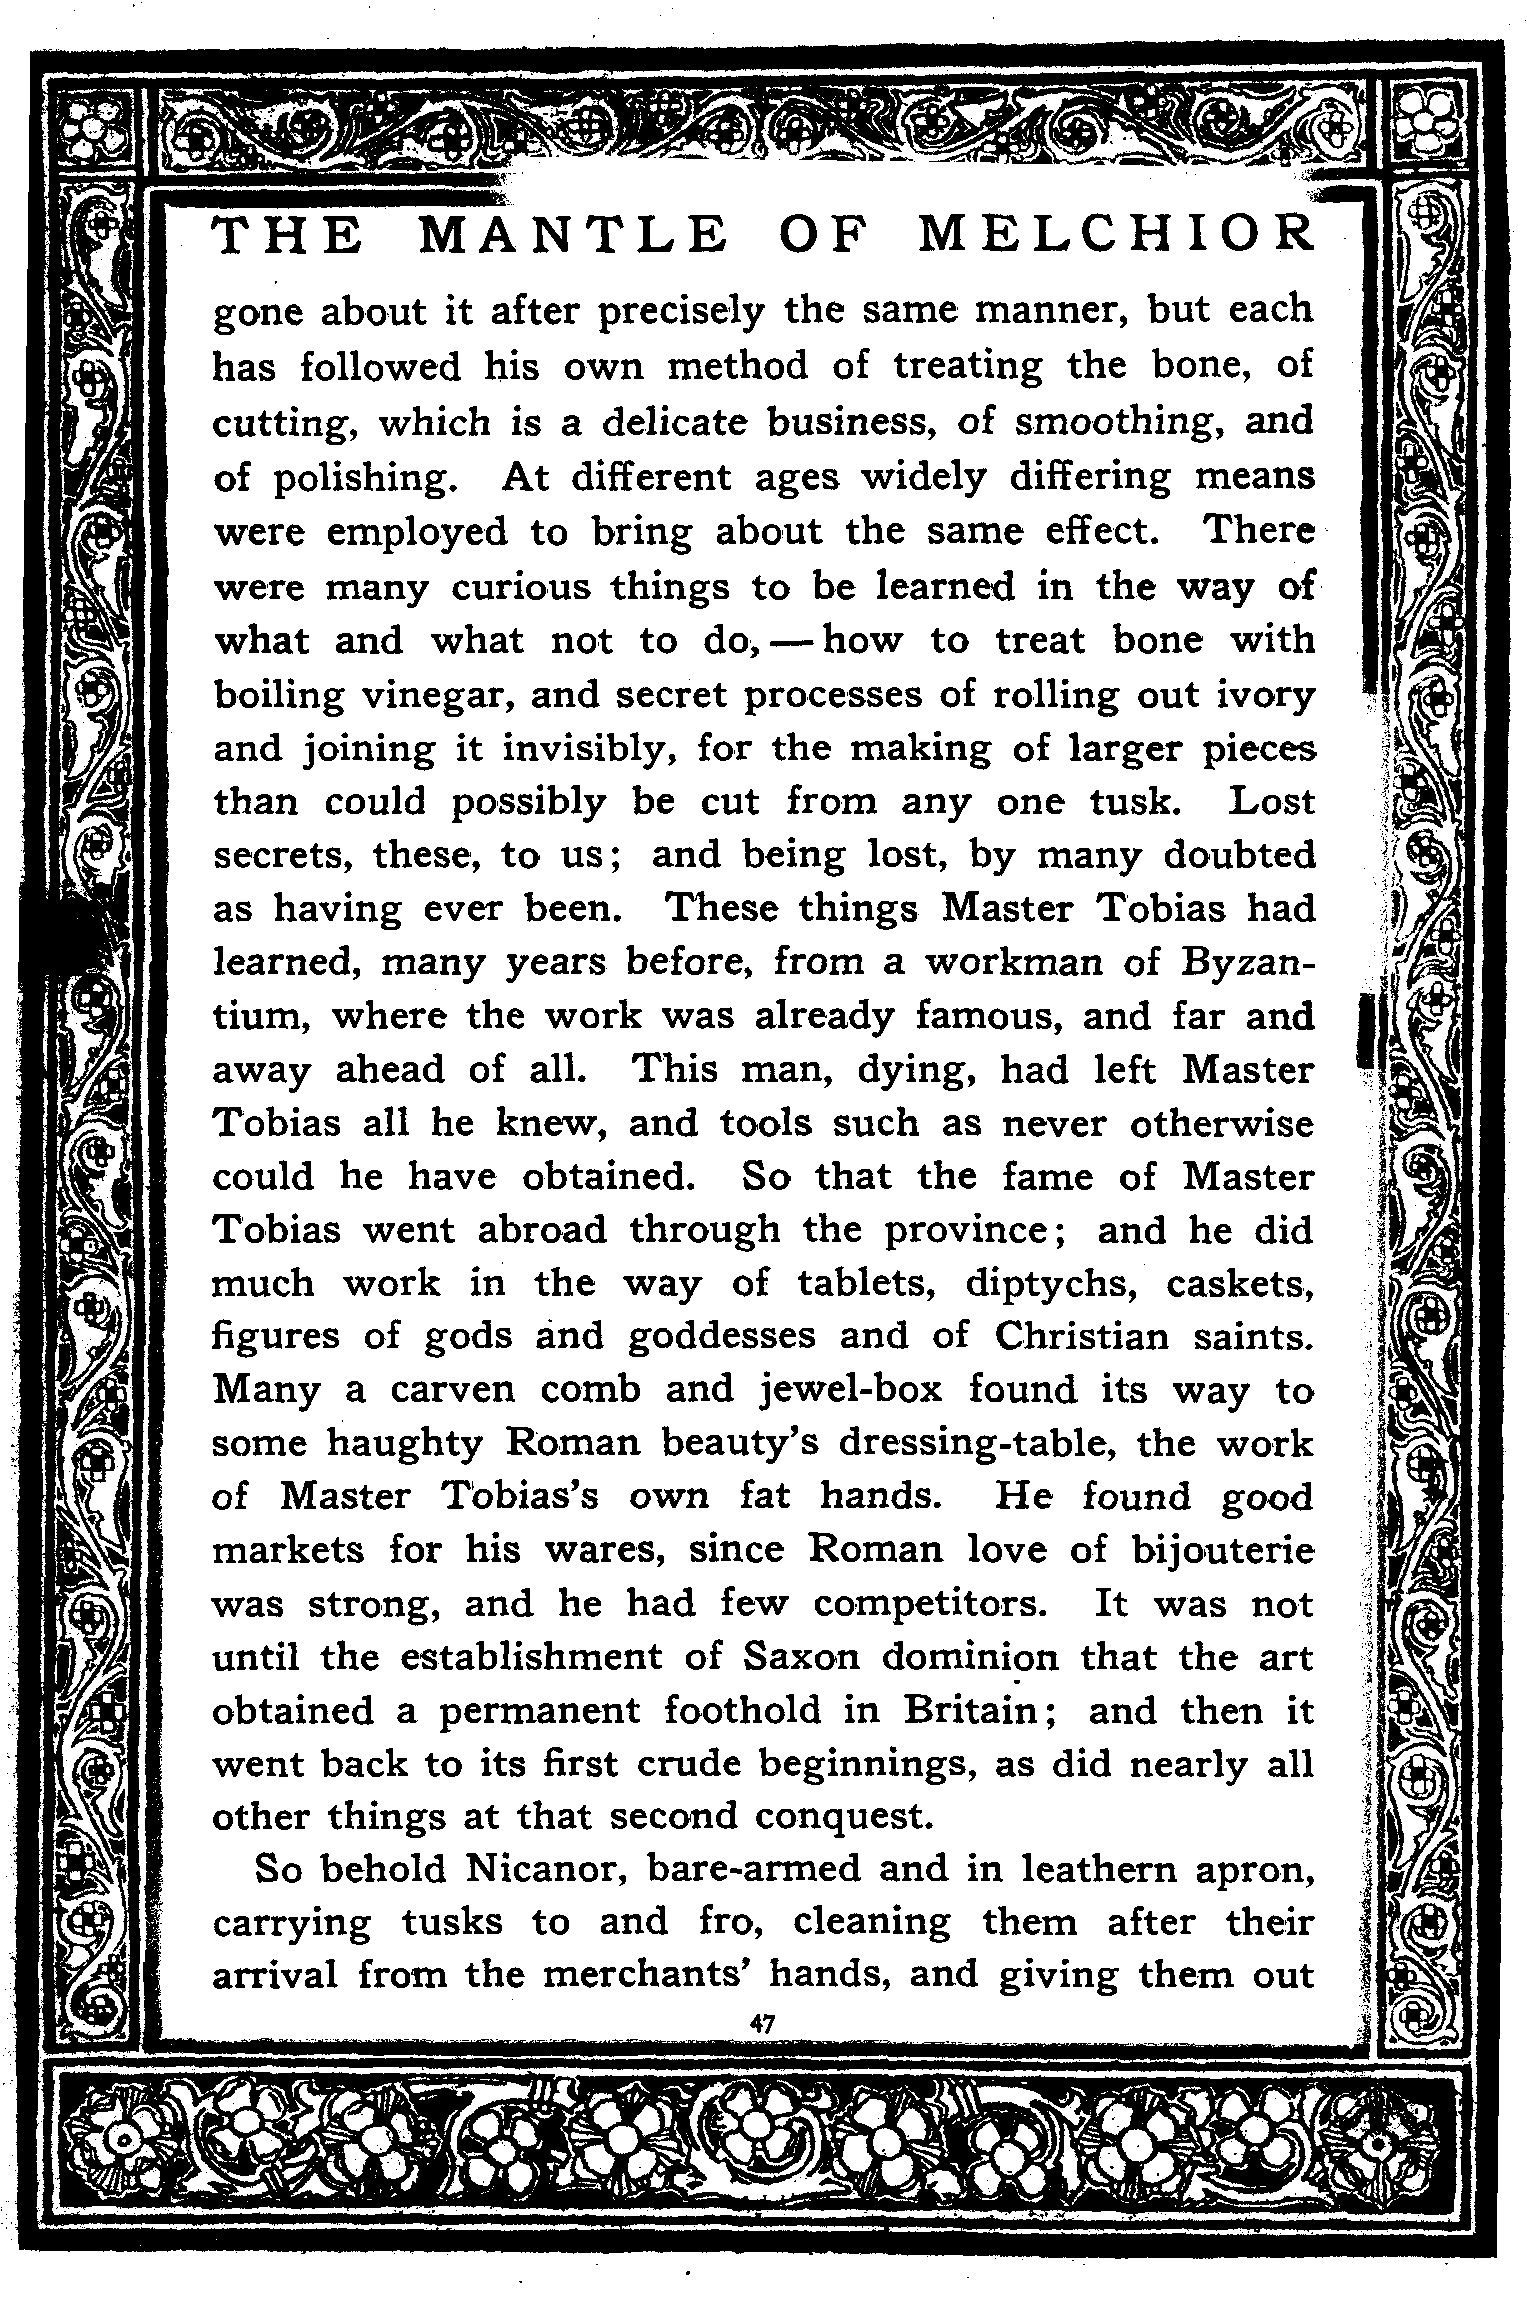 THE MANTLE OF MELCHIOR
gone about it after precisely the same manner, but each
has followed his own method of treating the bone, of
cutting, which is a delicate business, of smoothing, and
of polishing. At different ages widely differing means
were employed to bring about the same effect. There
were many curious things to be learned in the way of
what and what not to do,—how to treat bone with
boiling vinegar, and secret processes of rolling out ivory
and joining it invisibly, for the making of larger pieces
than could possibly be cut from any one tusk. Lost
secrets, these, to us; and being lost, by many doubted
as having ever been. These things Master Tobias had
learned, many years before, from a workman of Byzan-
tium, where the work was already famous, and far and
away ahead of all. This man, dying, had left Master
Tobias all he knew, and tools such as never otherwise
could he have obtained. So that the fame of Master
Tobias went abroad through the province; and he did
much work in the way of tablets, diptychs, caskets,
figures of gods and goddesses and of Christian saints.
Many a carven comb and jewel-box found its way to
some haughty Roman beauty's dressing-table, the work
of Master Tobias's own fat hands. He found good
markets for his wares, since Roman love of bijouterie
was strong, and he had few competitors. It was not
until the establishment of Saxon dominion that the art
obtained a permanent foothold in Britain; and then it
went back to its first crude beginnings, as did nearly all
other things at that second conquest.
So behold Nicanor, bare-armed and in leathern apron,
carrying tusks to and fro, cleaning them after their
arrival from the merchants' hands, and giving them out
47